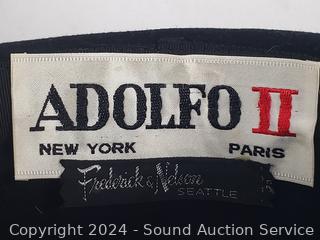 ADOLFO II
NEW YORK PARIS
Frederick & Nelson
SEATTLE
Copyright 2024 - Sound Auction Service